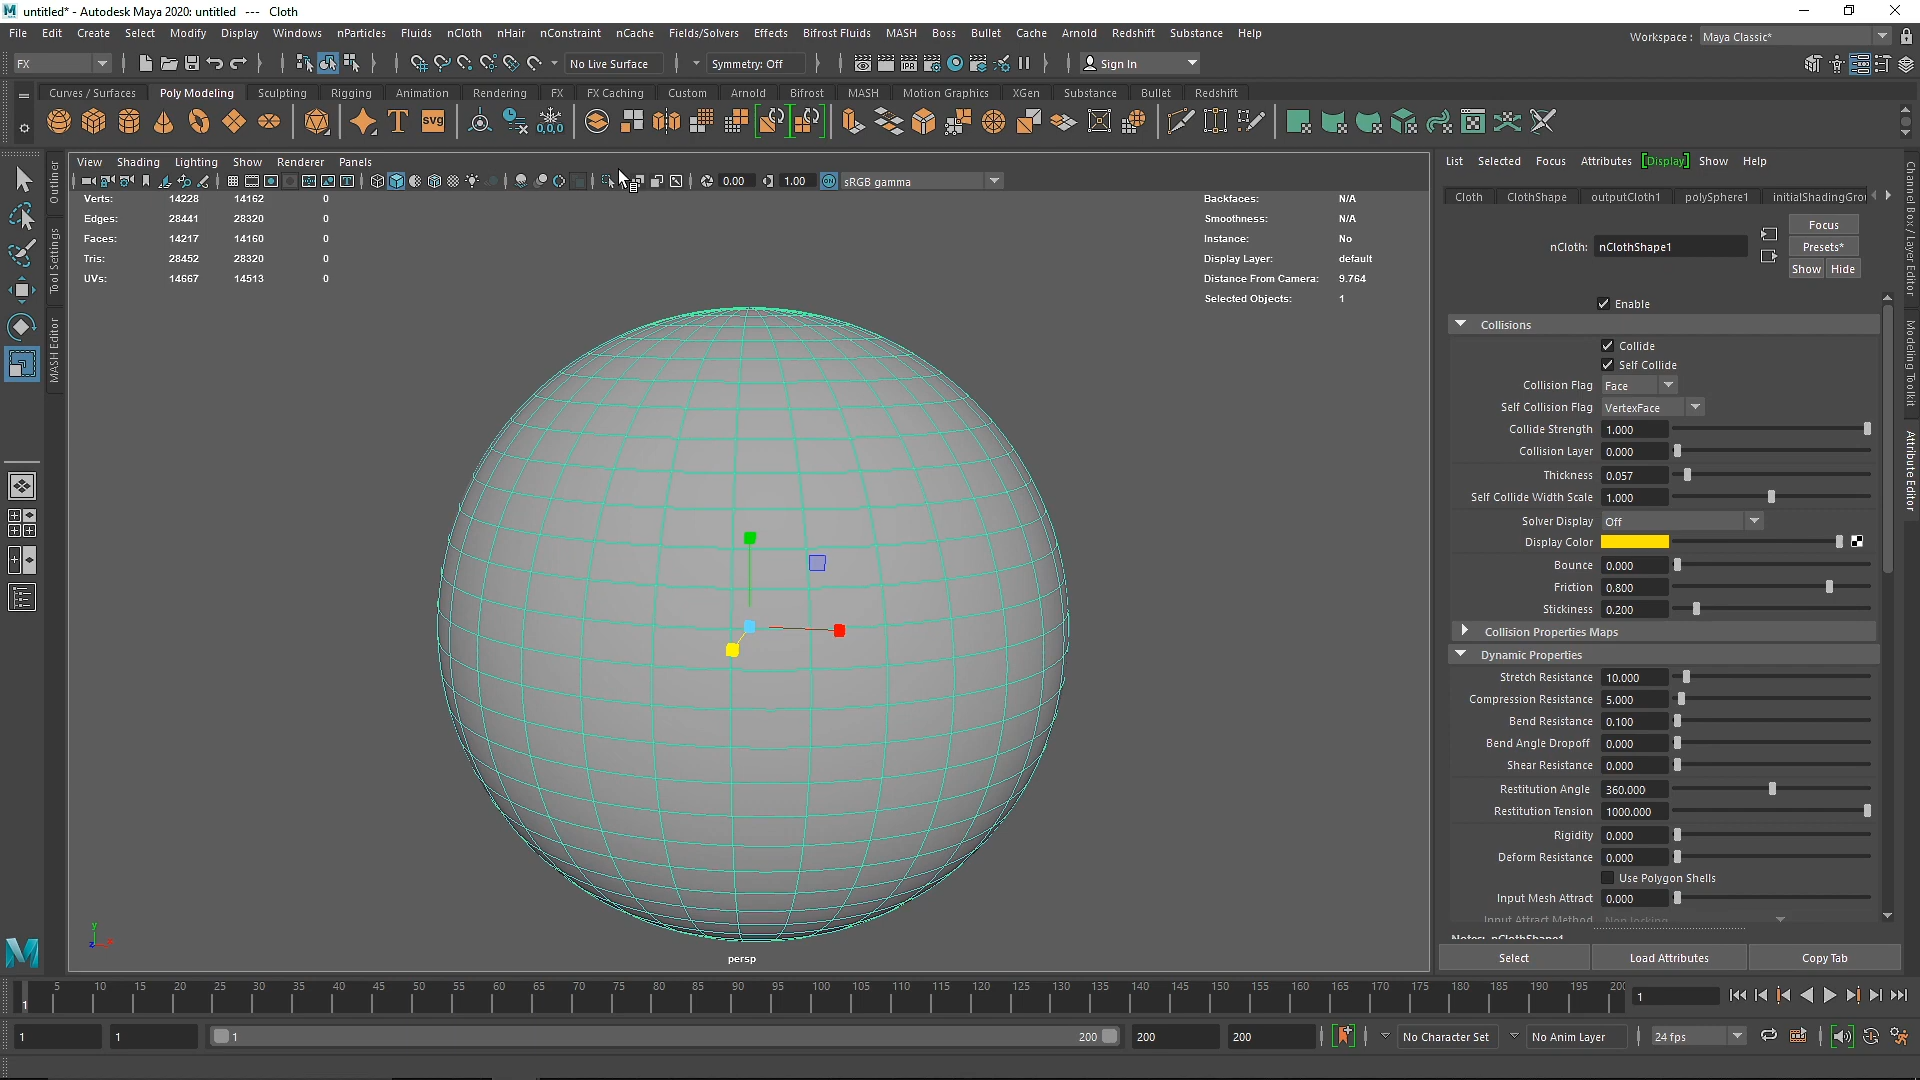 untitled* - Autodesk Maya 2020: untitled --- Cloth
File Edit Create Select Modify Display Windows nParticles Fluids nCloth nHair nConstraint nCache Fields/Solvers Effects Bifrost Fluids MASH Boss Bullet Cache Arnold Redshift Substance Help
Workspace : Maya Classic*
FX No Live Surface Symmetry: Off Sign In
Curves / Surfaces Poly Modeling Sculpting Rigging Animation Rendering FX FX Caching Custom Arnold Bifrost MASH Motion Graphics XGen Substance Bullet Redshift
View Shading Lighting Show Renderer Panels
0.00 1.00 sRGB gamma
Verts: 14228 14162 0
Edges: 28441 28320 0
Faces: 14217 14160 0
Tris: 28452 28320 0
UVs: 14667 14513 0
Backfaces: N/A
Smoothness: N/A
Instance: No
Display Layer: default
Distance From Camera: 9.764
Selected Objects: 1
persp
Outliner
Tool Settings
MASH Editor
List Selected Focus Attributes Display Show Help
Cloth ClothShape outputCloth1 polySphere1 initialShadingGrou
Focus
nCloth: nClothShape1 Presets*
Show Hide
Enable
Collisions
Collide
Self Collide
Collision Flag Face
Self Collision Flag VertexFace
Collide Strength 1.000
Collision Layer 0.000
Thickness 0.057
Self Collide Width Scale 1.000
Solver Display Off
Display Color
Bounce 0.000
Friction 0.800
Stickiness 0.200
Collision Properties Maps
Dynamic Properties
Stretch Resistance 10.000
Compression Resistance 5.000
Bend Resistance 0.100
Bend Angle Dropoff 0.000
Shear Resistance 0.000
Restitution Angle 360.000
Restitution Tension 1000.000
Rigidity 0.000
Deform Resistance 0.000
Use Polygon Shells
Input Mesh Attract 0.000
Input Attract Method Non locking
Notes: nClothShape1
Select Load Attributes Copy Tab
Channel Box / Layer Editor
Modeling Toolkit
Attribute Editor
5 10 15 20 25 30 35 40 45 50 55 60 65 70 75 80 85 90 95 100 105 110 115 120 125 130 135 140 145 150 155 160 165 170 175 180 185 190 195 200
1 1
1 1 1 200 200 200 No Character Set No Anim Layer 24 fps